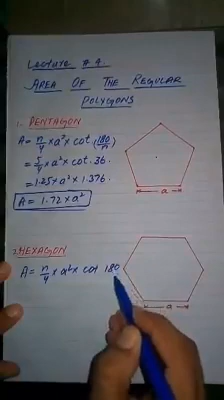 Lecture # 4
AREA OF THE REGULAR
POLYGONS
1. PENTAGON
A = n/4 x a² x cot (180/n)
= 5/4 x a² x cot. 36.
= 1.25 x a² x 1.376.
A = 1.72 x a²
a
2. HEXAGON
A = n/4 x a² x cot 180
a